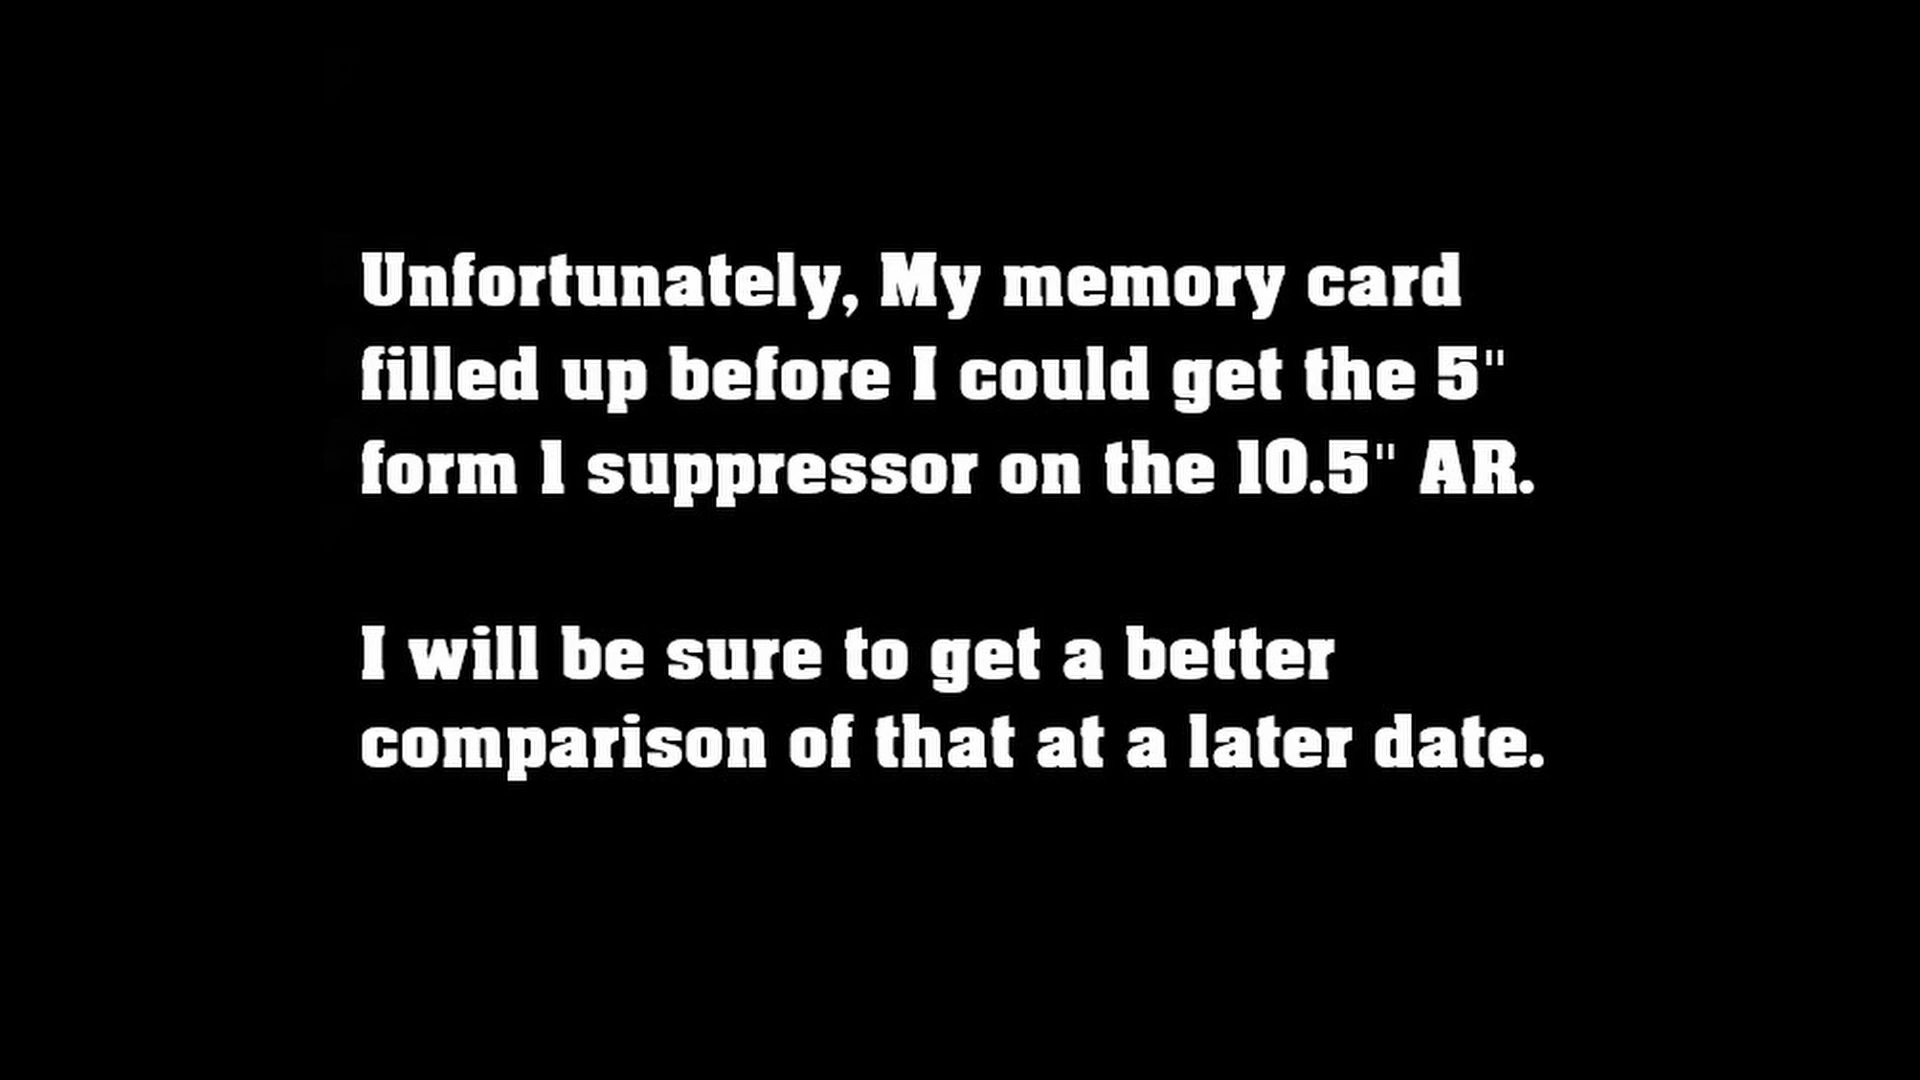 Unfortunately, My memory card
filled up before I could get the 5"
form 1 suppressor on the 10.5" AR.
I will be sure to get a better
comparison of that at a later date.